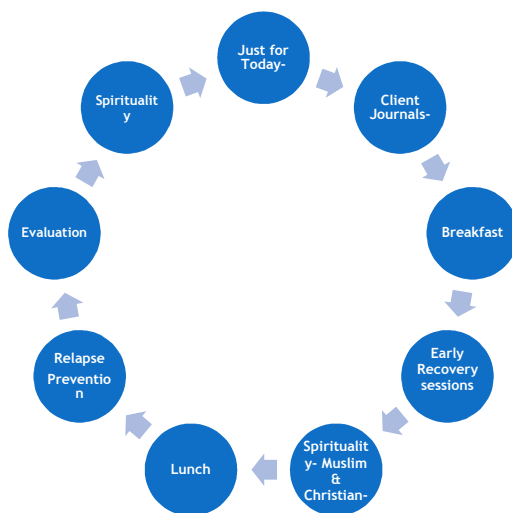 Just for
Today-
Client
Journals-
Breakfast
Early
Recovery
sessions
Spiritualit
y- Muslim
&
Christian-
Lunch
Relapse
Preventio
n
Evaluation
Spiritualit
y